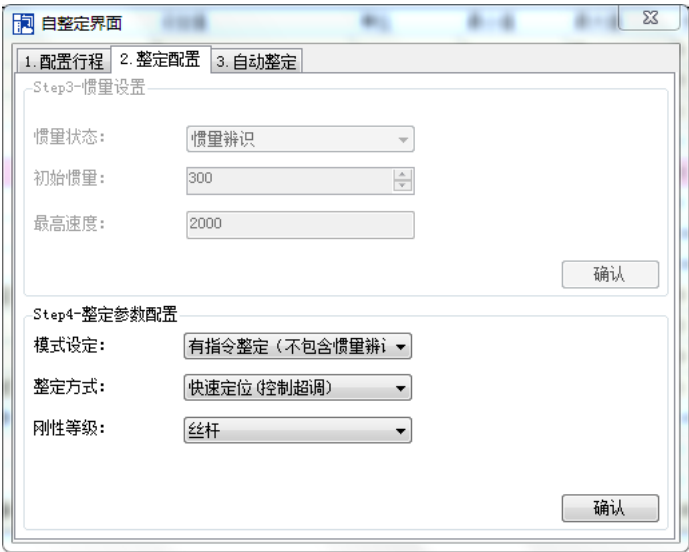 自整定界面
1.配置行程 2.整定配置 3.自动整定
Step3-惯量设置
惯量状态： 惯量辨识
初始惯量： 300
最高速度： 2000
确认
Step4-整定参数配置
模式设定： 有指令整定（不包含惯量辨
整定方式： 快速定位(控制超调)
刚性等级： 丝杆
确认